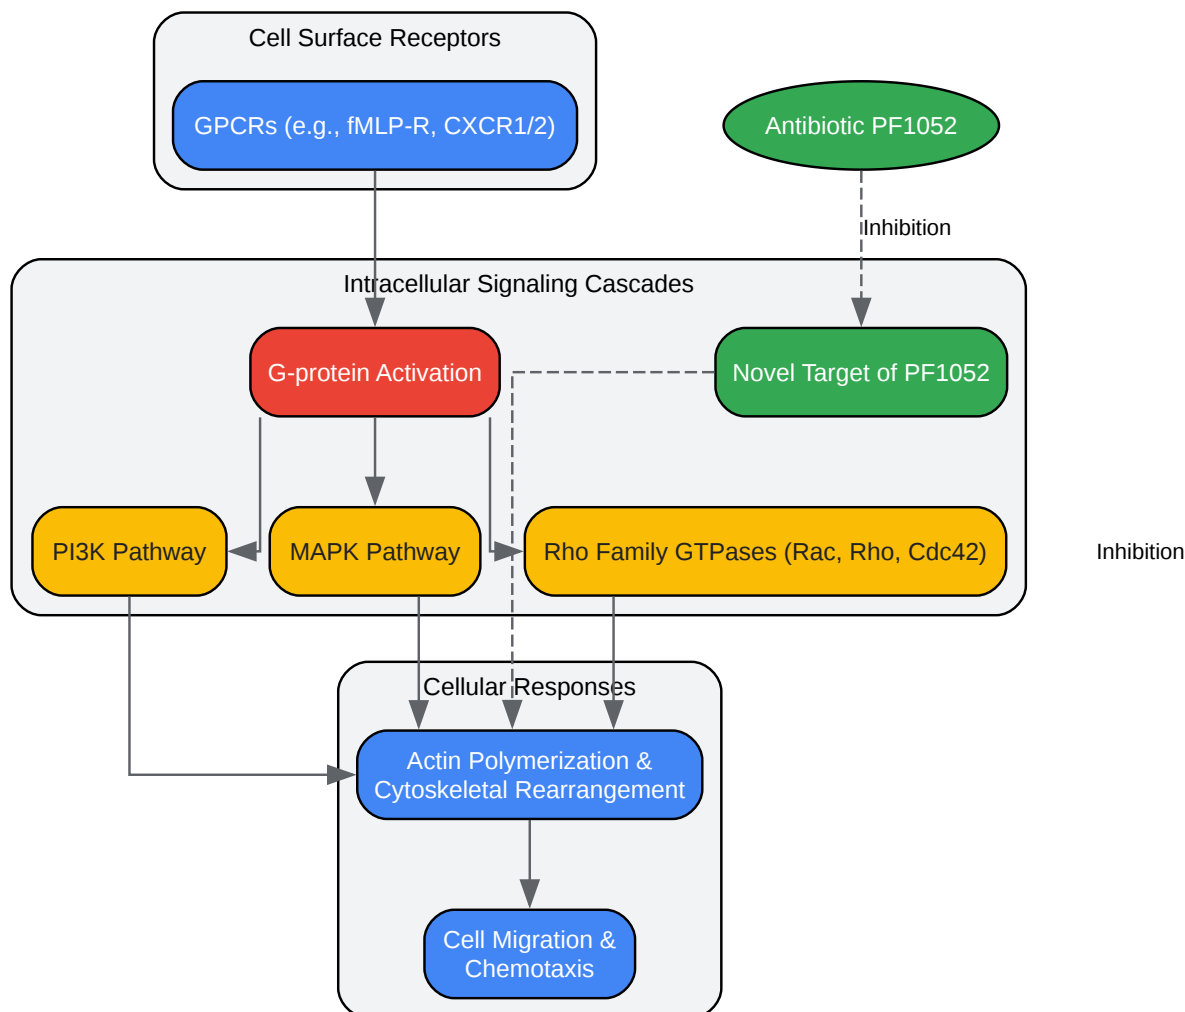 Cell Surface Receptors
GPCRs (e.g., fMLP-R, CXCR1/2)
Antibiotic PF1052
Inhibition
Intracellular Signaling Cascades
G-protein Activation
Novel Target of PF1052
PI3K Pathway
MAPK Pathway
Rho Family GTPases (Rac, Rho, Cdc42)
Inhibition
Cellular Responses
Actin Polymerization &
Cytoskeletal Rearrangement
Cell Migration &
Chemotaxis